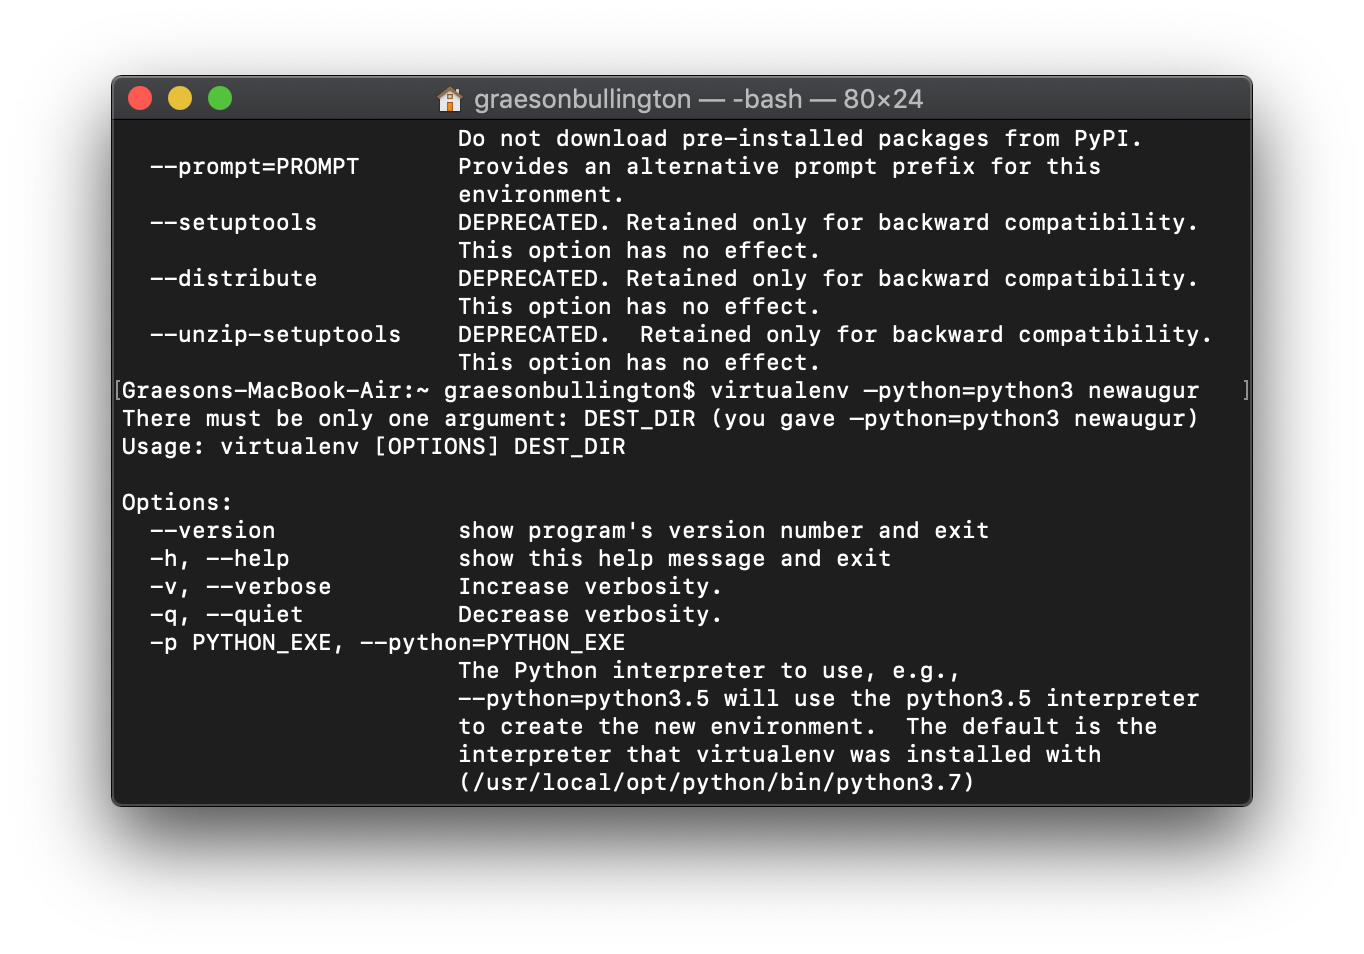 graesonbullington — -bash — 80×24
Do not download pre-installed packages from PyPI.
--prompt=PROMPT Provides an alternative prompt prefix for this
environment.
--setuptools DEPRECATED. Retained only for backward compatibility.
This option has no effect.
--distribute DEPRECATED. Retained only for backward compatibility.
This option has no effect.
--unzip-setuptools DEPRECATED.  Retained only for backward compatibility.
This option has no effect.
[Graesons-MacBook-Air:~ graesonbullington$ virtualenv —python=python3 newaugur ]
There must be only one argument: DEST_DIR (you gave —python=python3 newaugur)
Usage: virtualenv [OPTIONS] DEST_DIR
Options:
--version show program's version number and exit
-h, --help show this help message and exit
-v, --verbose Increase verbosity.
-q, --quiet Decrease verbosity.
-p PYTHON_EXE, --python=PYTHON_EXE
The Python interpreter to use, e.g.,
--python=python3.5 will use the python3.5 interpreter
to create the new environment.  The default is the
interpreter that virtualenv was installed with
(/usr/local/opt/python/bin/python3.7)